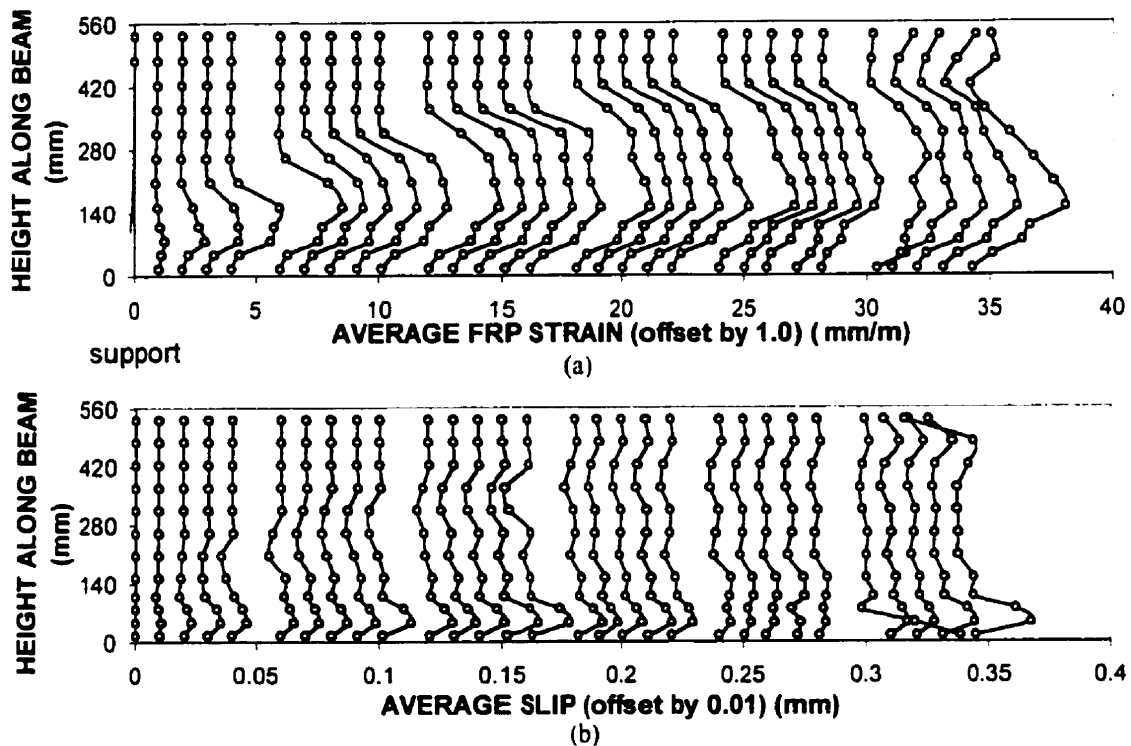 560
420
280
140
0
HEIGHT ALONG BEAM
(mm)
0 5 10 15 20 25 30 35 40
AVERAGE FRP STRAIN (offset by 1.0) ( mm/m)
support
(a)
560
420
280
140
0
HEIGHT ALONG BEAM
(mm)
0 0.05 0.1 0.15 0.2 0.25 0.3 0.35 0.4
AVERAGE SLIP (offset by 0.01) (mm)
(b)